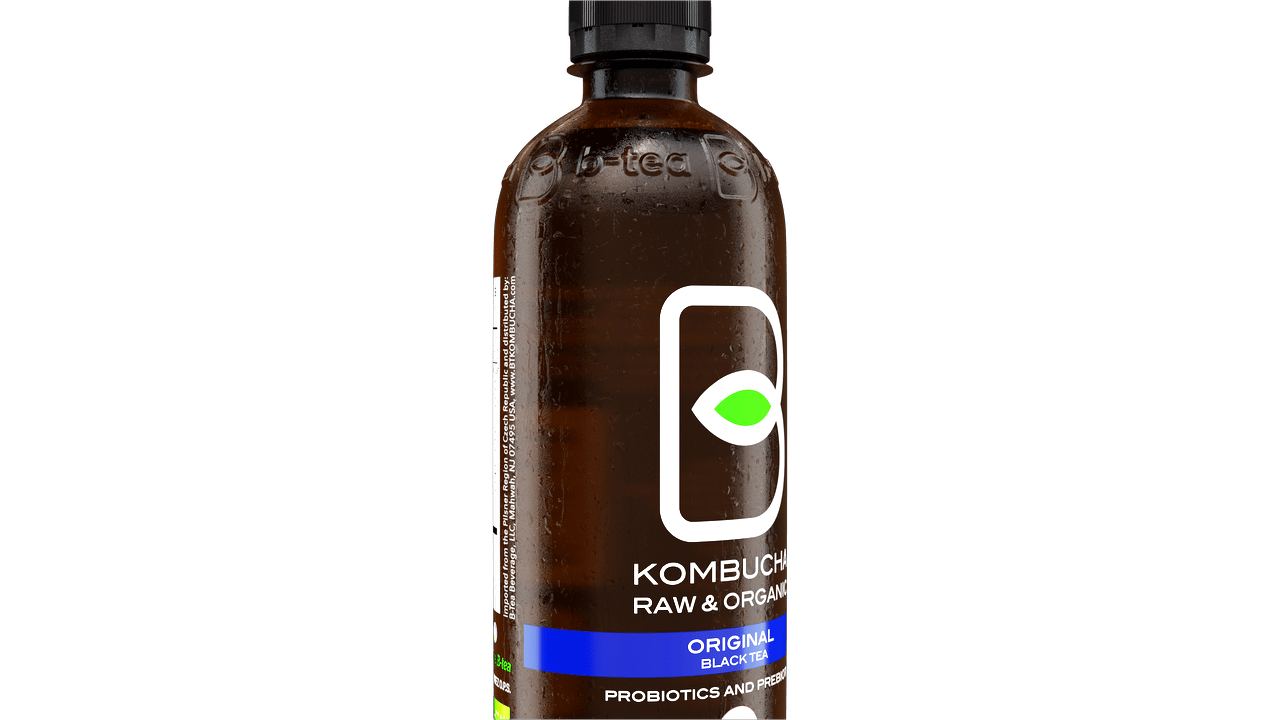 b-tea
Imported from the Pilsner Region of Czech Republic and distributed by:
B-Tea Beverage, LLC, Mahwah, NJ 07495 USA, www.BTKOMBUCHA.com
KOMBUCHA
RAW & ORGANIC
ORIGINAL
BLACK TEA
PROBIOTICS AND
B-tea